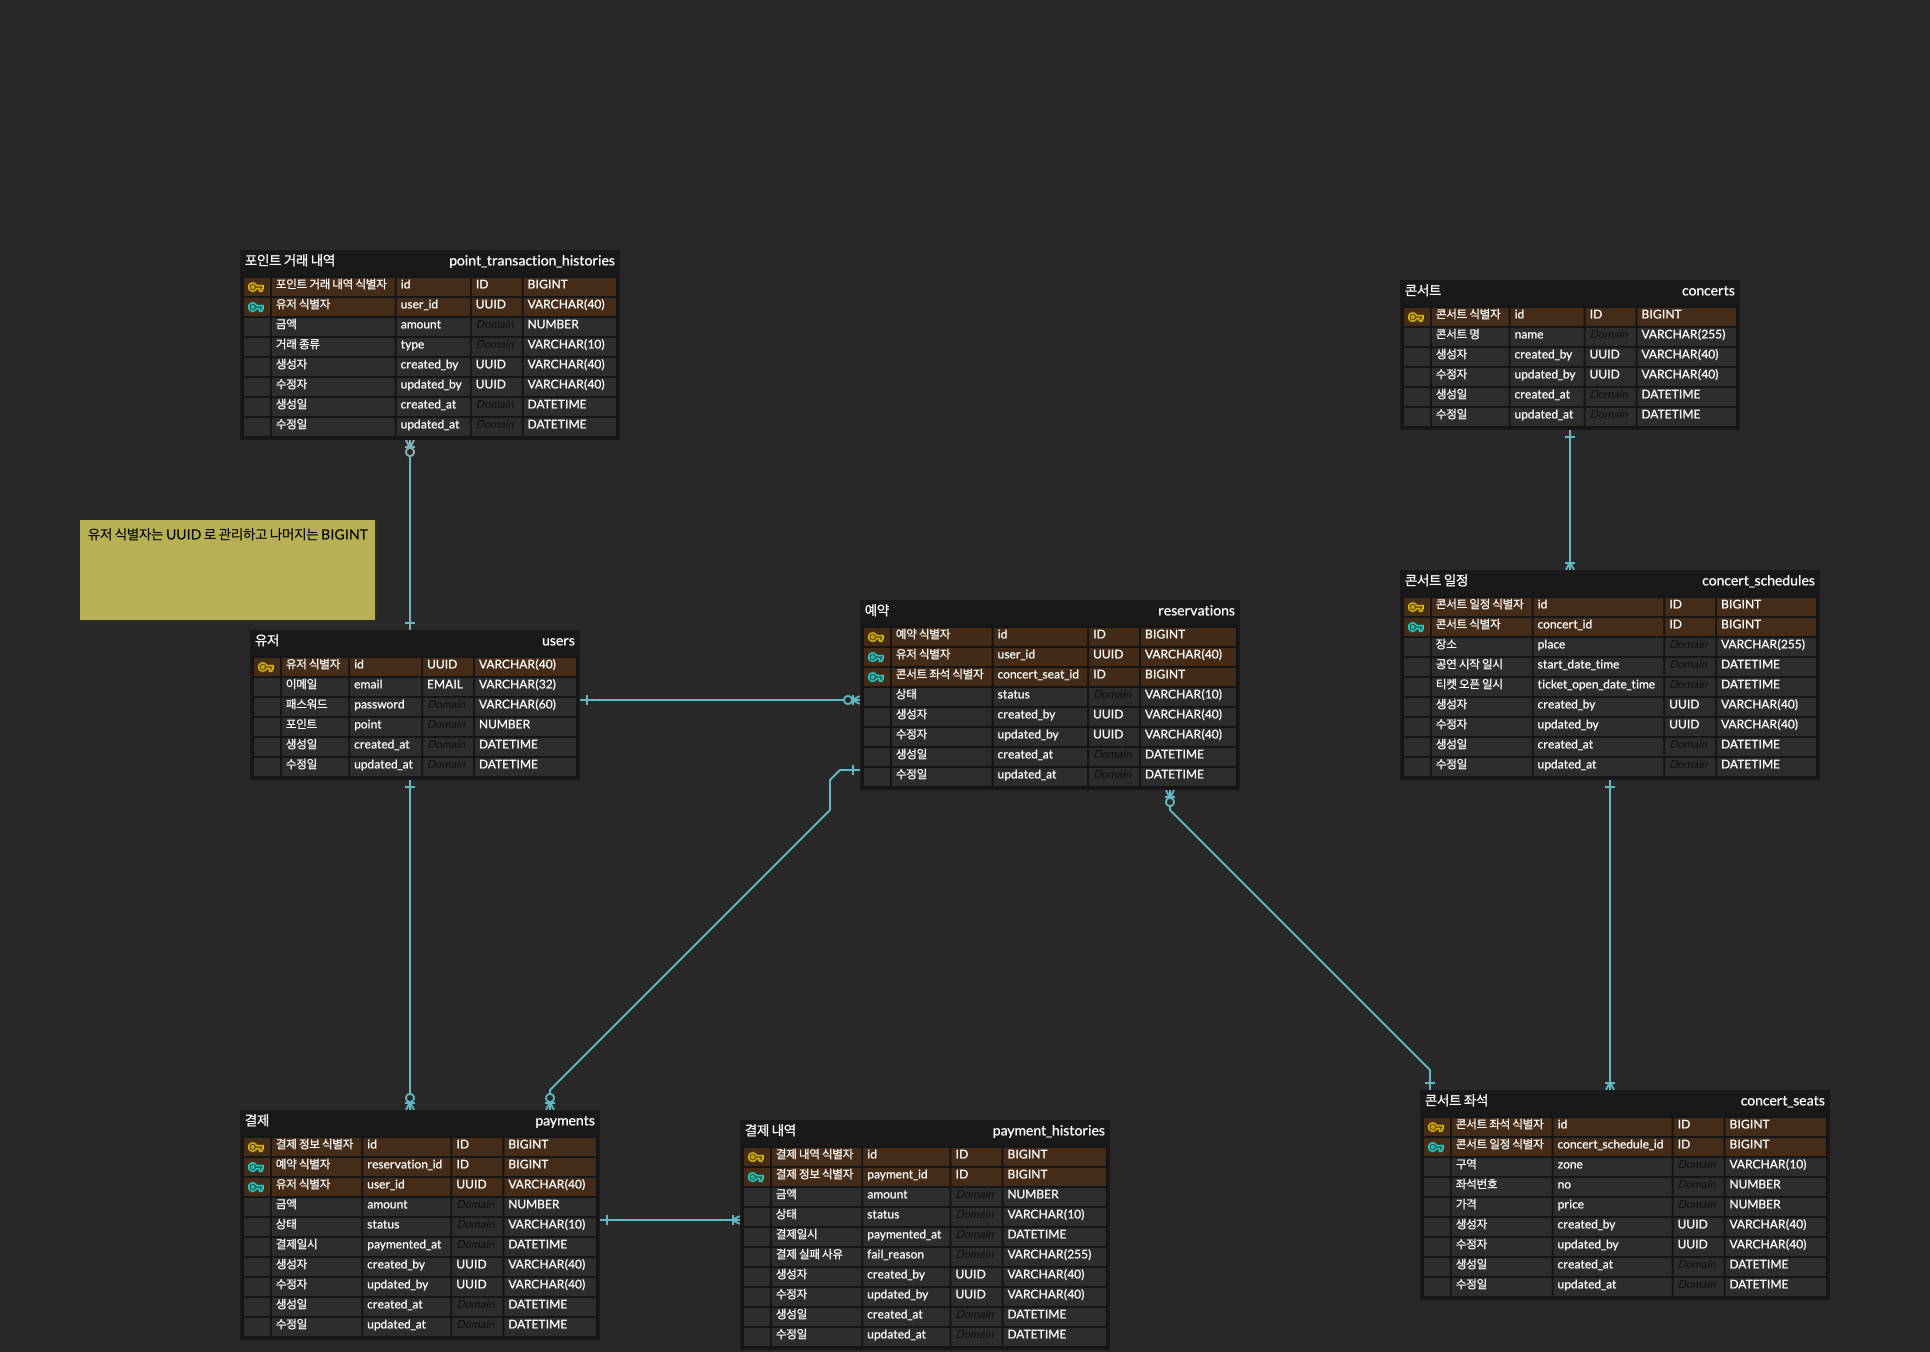 포인트 거래 내역 point_transaction_histories
포인트 거래 내역 식별자 id ID BIGINT
유저 식별자 user_id UUID VARCHAR(40)
금액 amount Domain NUMBER
거래 종류 type Domain VARCHAR(10)
생성자 created_by UUID VARCHAR(40)
수정자 updated_by UUID VARCHAR(40)
생성일 created_at Domain DATETIME
수정일 updated_at Domain DATETIME
콘서트 concerts
콘서트 식별자 id ID BIGINT
콘서트 명 name Domain VARCHAR(255)
생성자 created_by UUID VARCHAR(40)
수정자 updated_by UUID VARCHAR(40)
생성일 created_at Domain DATETIME
수정일 updated_at Domain DATETIME
유저 식별자는 UUID 로 관리하고 나머지는 BIGINT
유저 users
유저 식별자 id UUID VARCHAR(40)
이메일 email EMAIL VARCHAR(32)
패스워드 password Domain VARCHAR(60)
포인트 point Domain NUMBER
생성일 created_at Domain DATETIME
수정일 updated_at Domain DATETIME
예약 reservations
예약 식별자 id ID BIGINT
유저 식별자 user_id UUID VARCHAR(40)
콘서트 좌석 식별자 concert_seat_id ID BIGINT
상태 status Domain VARCHAR(10)
생성자 created_by UUID VARCHAR(40)
수정자 updated_by UUID VARCHAR(40)
생성일 created_at Domain DATETIME
수정일 updated_at Domain DATETIME
콘서트 일정 concert_schedules
콘서트 일정 식별자 id ID BIGINT
콘서트 식별자 concert_id ID BIGINT
장소 place Domain VARCHAR(255)
공연 시작 일시 start_date_time Domain DATETIME
티켓 오픈 일시 ticket_open_date_time Domain DATETIME
생성자 created_by UUID VARCHAR(40)
수정자 updated_by UUID VARCHAR(40)
생성일 created_at Domain DATETIME
수정일 updated_at Domain DATETIME
결제 payments
결제 정보 식별자 id ID BIGINT
예약 식별자 reservation_id ID BIGINT
유저 식별자 user_id UUID VARCHAR(40)
금액 amount Domain NUMBER
상태 status Domain VARCHAR(10)
결제일시 paymented_at Domain DATETIME
생성자 created_by UUID VARCHAR(40)
수정자 updated_by UUID VARCHAR(40)
생성일 created_at Domain DATETIME
수정일 updated_at Domain DATETIME
결제 내역 payment_histories
결제 내역 식별자 id ID BIGINT
결제 정보 식별자 payment_id ID BIGINT
금액 amount Domain NUMBER
상태 status Domain VARCHAR(10)
결제일시 paymented_at Domain DATETIME
결제 실패 사유 fail_reason Domain VARCHAR(255)
생성자 created_by UUID VARCHAR(40)
수정자 updated_by UUID VARCHAR(40)
생성일 created_at Domain DATETIME
수정일 updated_at Domain DATETIME
콘서트 좌석 concert_seats
콘서트 좌석 식별자 id ID BIGINT
콘서트 일정 식별자 concert_schedule_id ID BIGINT
구역 zone Domain VARCHAR(10)
좌석번호 no Domain NUMBER
가격 price Domain NUMBER
생성자 created_by UUID VARCHAR(40)
수정자 updated_by UUID VARCHAR(40)
생성일 created_at Domain DATETIME
수정일 updated_at Domain DATETIME